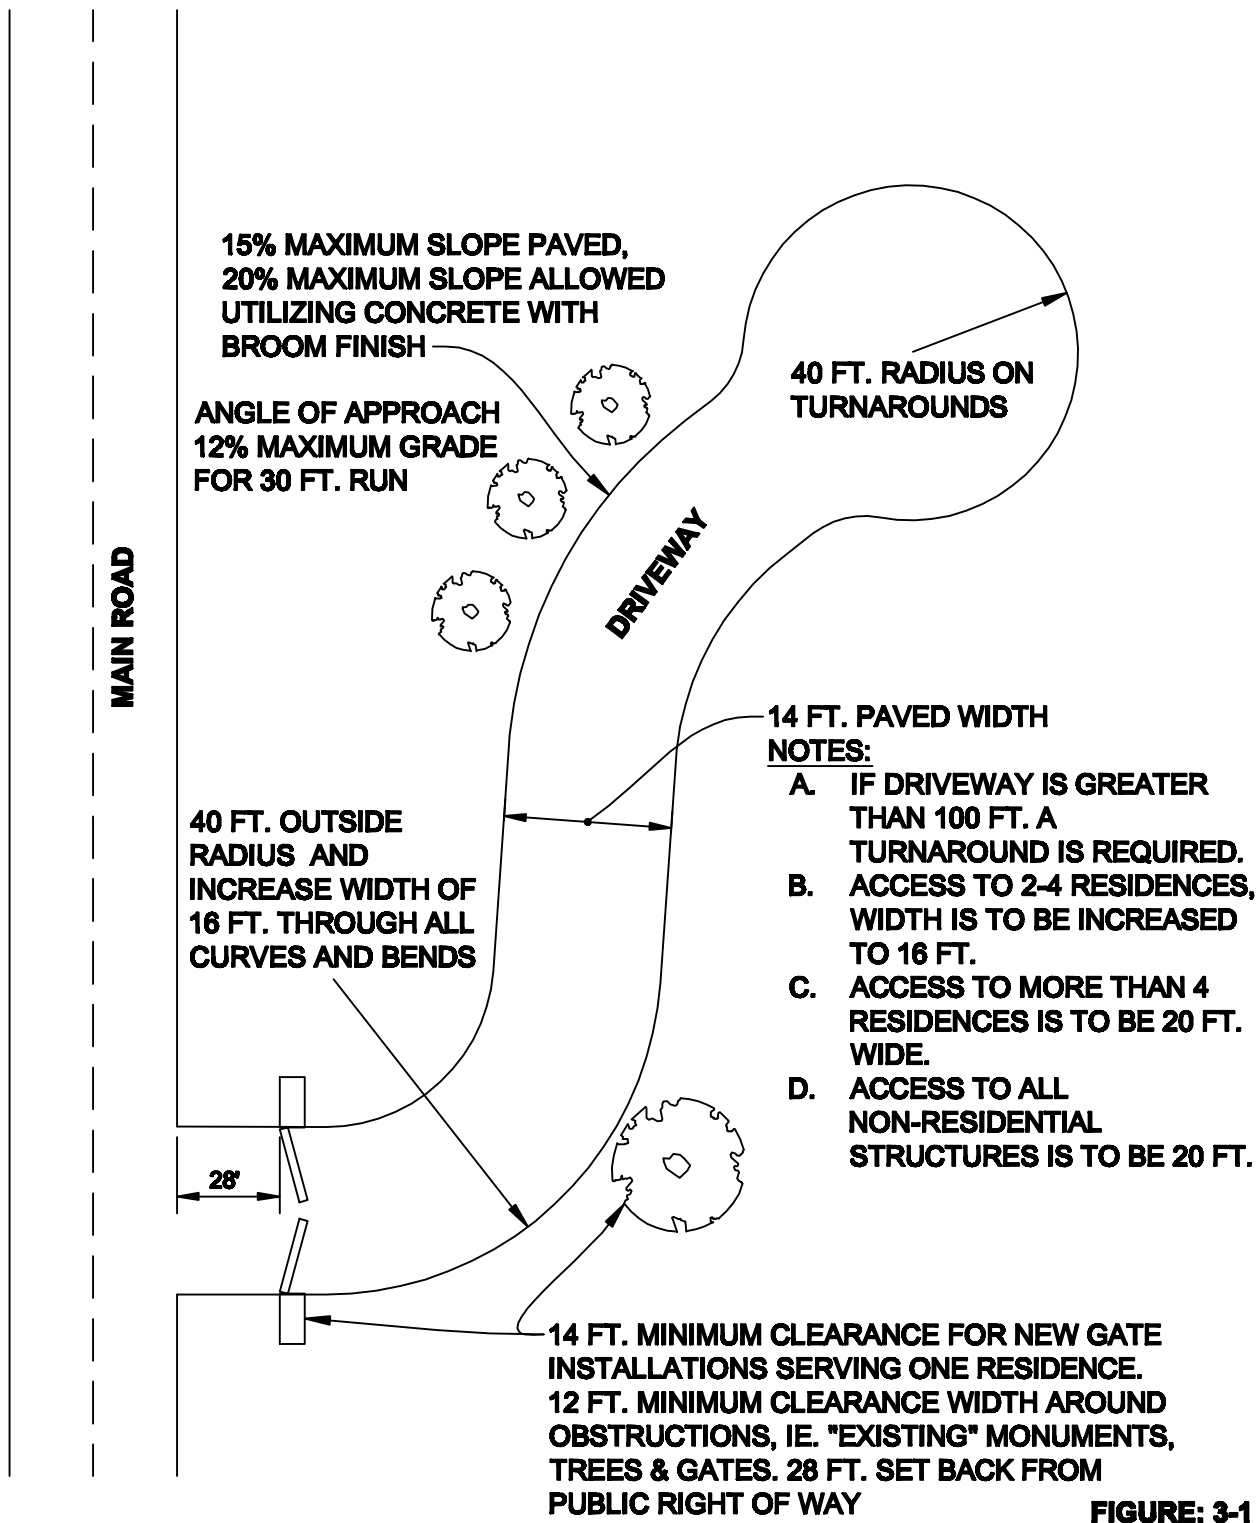 15% MAXIMUM SLOPE PAVED,
20% MAXIMUM SLOPE ALLOWED
UTILIZING CONCRETE WITH
BROOM FINISH
ANGLE OF APPROACH
12% MAXIMUM GRADE
FOR 30 FT. RUN
40 FT. RADIUS ON
TURNAROUNDS
DRIVEWAY
MAIN ROAD
14 FT. PAVED WIDTH
NOTES:
A. IF DRIVEWAY IS GREATER
THAN 100 FT. A
TURNAROUND IS REQUIRED.
B. ACCESS TO 2-4 RESIDENCES,
WIDTH IS TO BE INCREASED
TO 16 FT.
C. ACCESS TO MORE THAN 4
RESIDENCES IS TO BE 20 FT.
WIDE.
D. ACCESS TO ALL
NON-RESIDENTIAL
STRUCTURES IS TO BE 20 FT.
40 FT. OUTSIDE
RADIUS AND
INCREASE WIDTH OF
16 FT. THROUGH ALL
CURVES AND BENDS
28'
14 FT. MINIMUM CLEARANCE FOR NEW GATE
INSTALLATIONS SERVING ONE RESIDENCE.
12 FT. MINIMUM CLEARANCE WIDTH AROUND
OBSTRUCTIONS, IE. "EXISTING" MONUMENTS,
TREES & GATES. 28 FT. SET BACK FROM
PUBLIC RIGHT OF WAY
FIGURE: 3-1